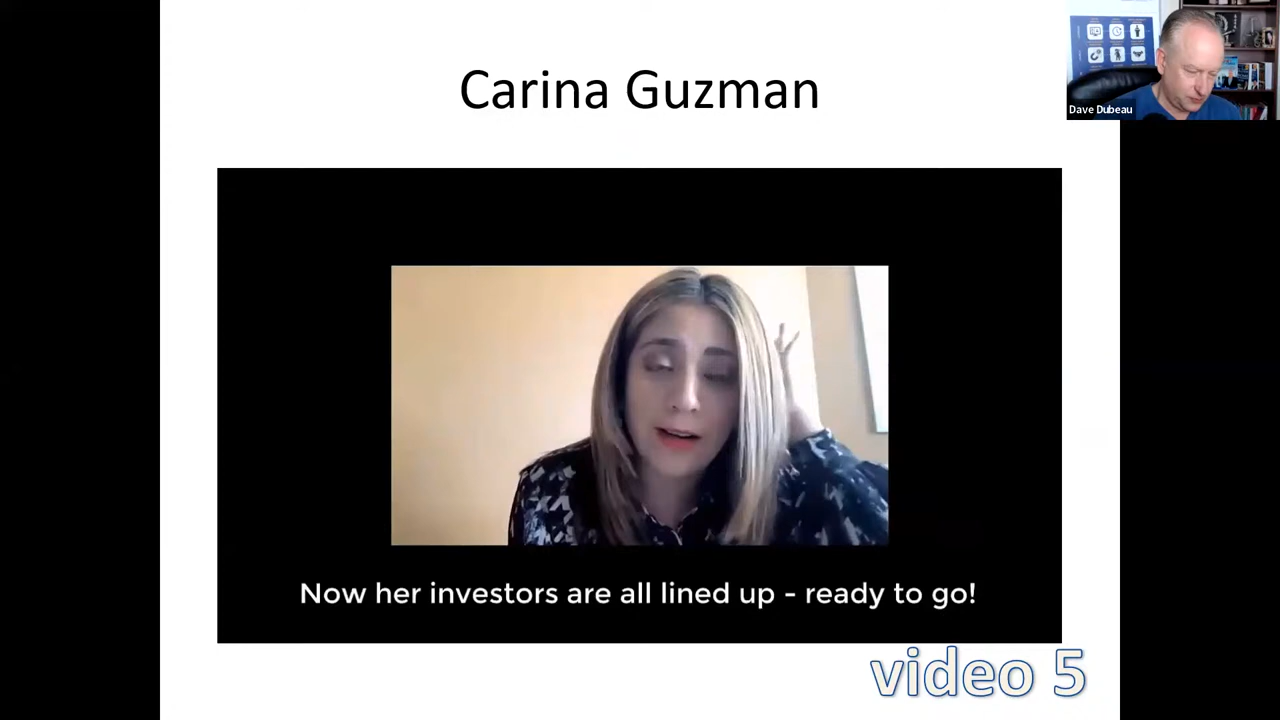 Carina Guzman
Dave Dubeau
Now her investors are all lined up - ready to go!
video 5